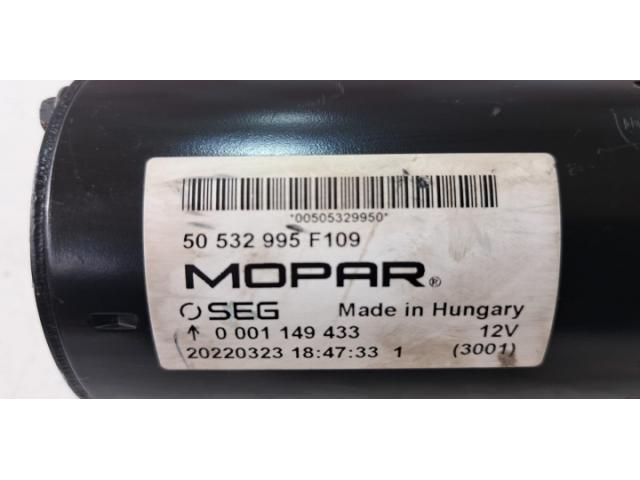 *00505329950*
50 532 995 F109
MOPAR®
SEG Made in Hungary
↑ 0 001 149 433 12V
20220323 18:47:33 1 (3001)